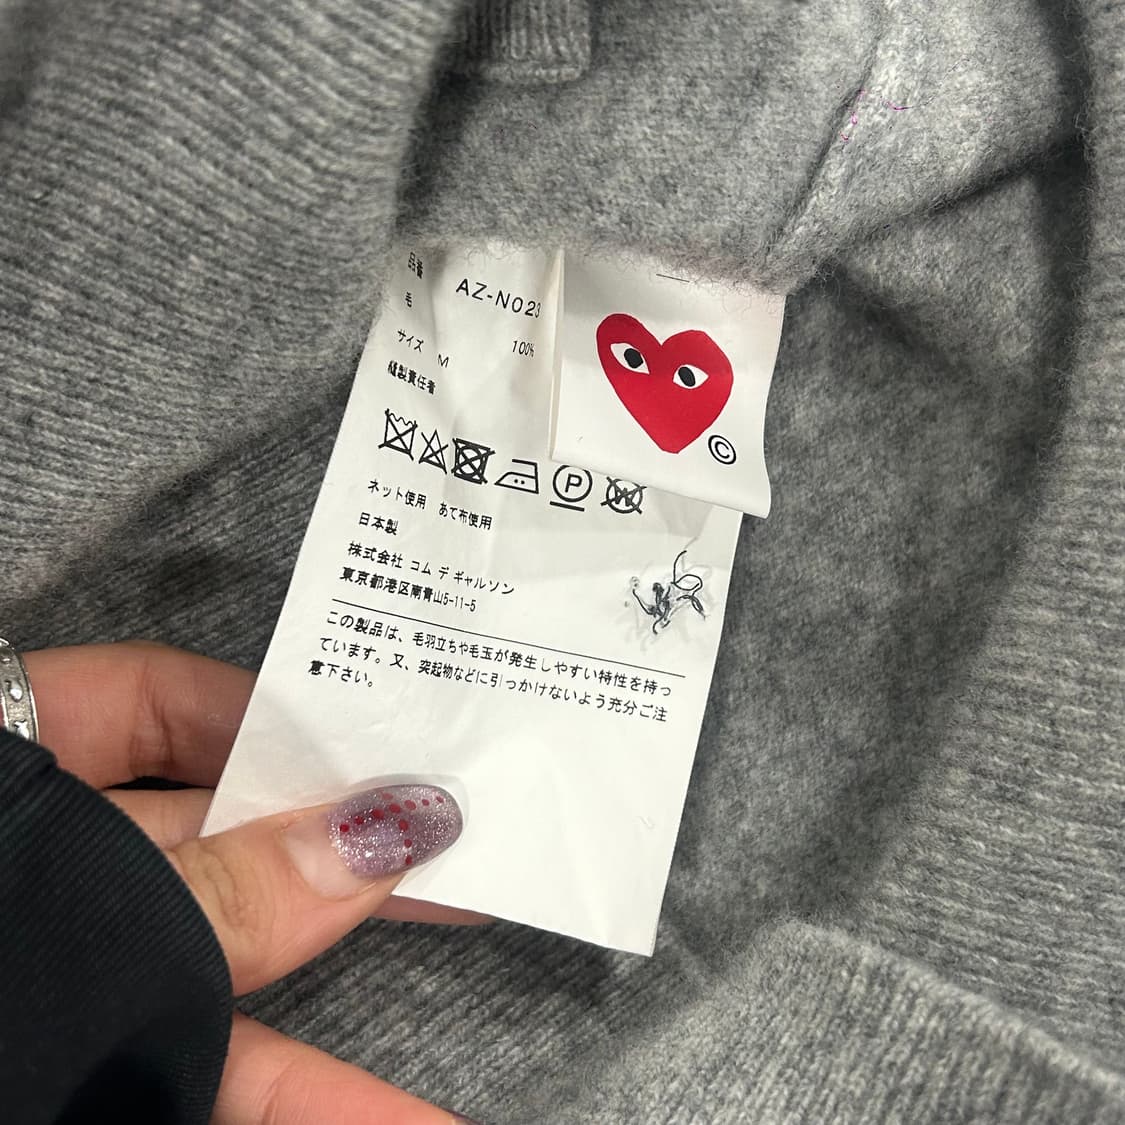 品番 AZ-N023
毛 100%
サイズ M
縫製責任者
P
W
©
ネット使用 あて布使用
日本製
株式会社 コム デ ギャルソン
東京都港区南青山5-11-5
この製品は、毛羽立ちや毛玉が発生しやすい特性を持っ
ています。又、突起物などに引っかけないよう充分ご注
意下さい。